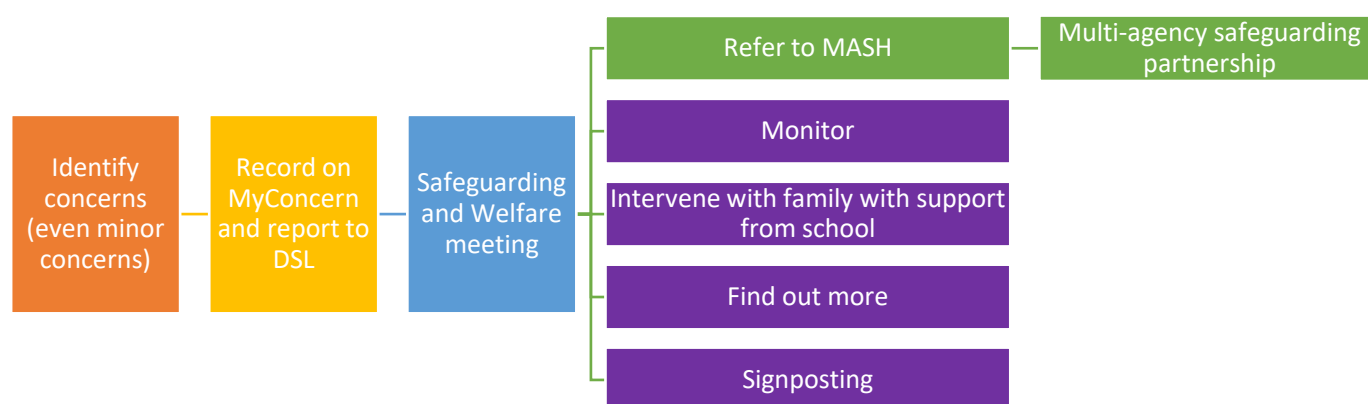 Identify
concerns
(even minor
concerns)
Record on
MyConcern
and report to
DSL
Safeguarding
and Welfare
meeting
Refer to MASH
Multi-agency safeguarding
partnership
Monitor
Intervene with family with support
from school
Find out more
Signposting